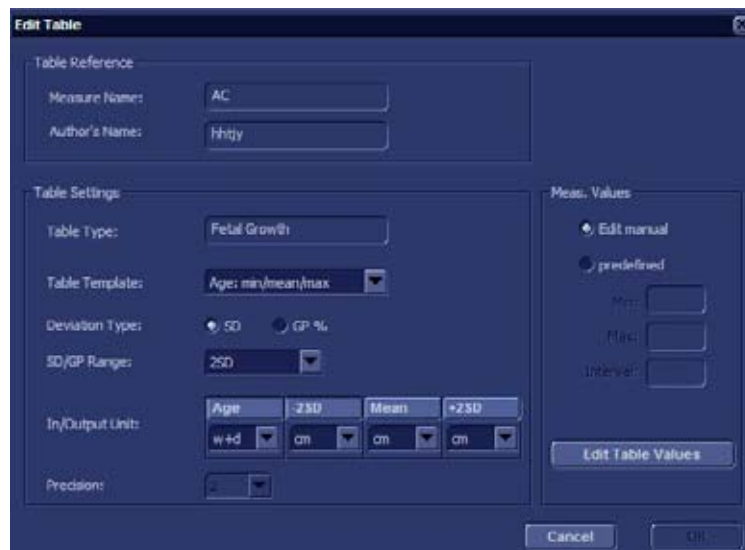 Edit Table
Table Reference
Measure Name: AC
Author's Name: hhtjy
Table Settings
Table Type: Fetal Growth
Table Template: Age: min/mean/max
Deviation Type: SD GP %
SD/GP Range: 2SD
Age -2SD Mean +2SD
In/Output Unit: w+d cm cm cm
Precision: 2
Meas. Values
Edit manual
predefined
Min:
Max:
Interval:
Edit Table Values
Cancel OK